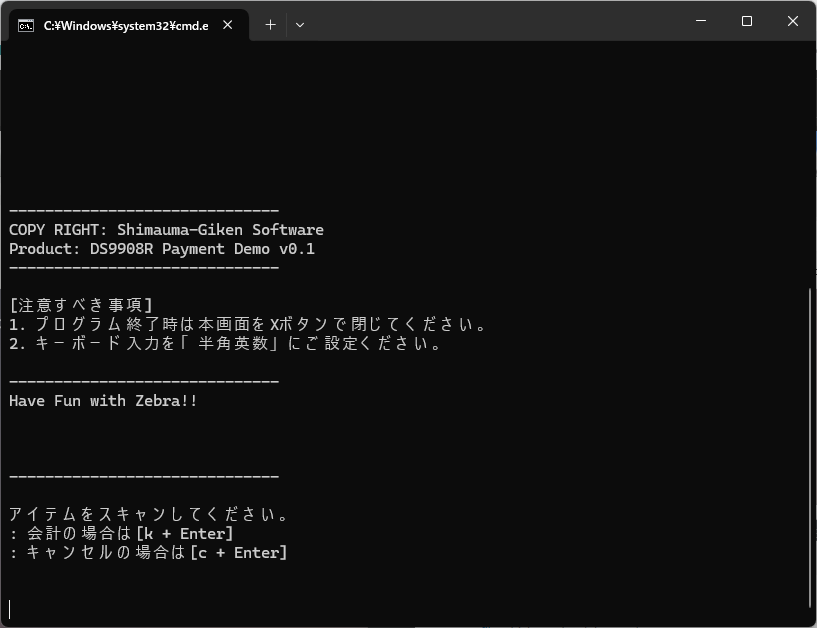 C:¥Windows¥system32¥cmd.e
------------------------------
COPY RIGHT: Shimauma-Giken Software
Product: DS9908R Payment Demo v0.1
------------------------------
[注意すべき事項]
1. プログラム終了時は本画面をXボタンで閉じてください。
2. キーボード入力を「半角英数」にご設定ください。
------------------------------
Have Fun with Zebra!!
------------------------------
アイテムをスキャンしてください。
: 会計の場合は[k + Enter]
: キャンセルの場合は[c + Enter]